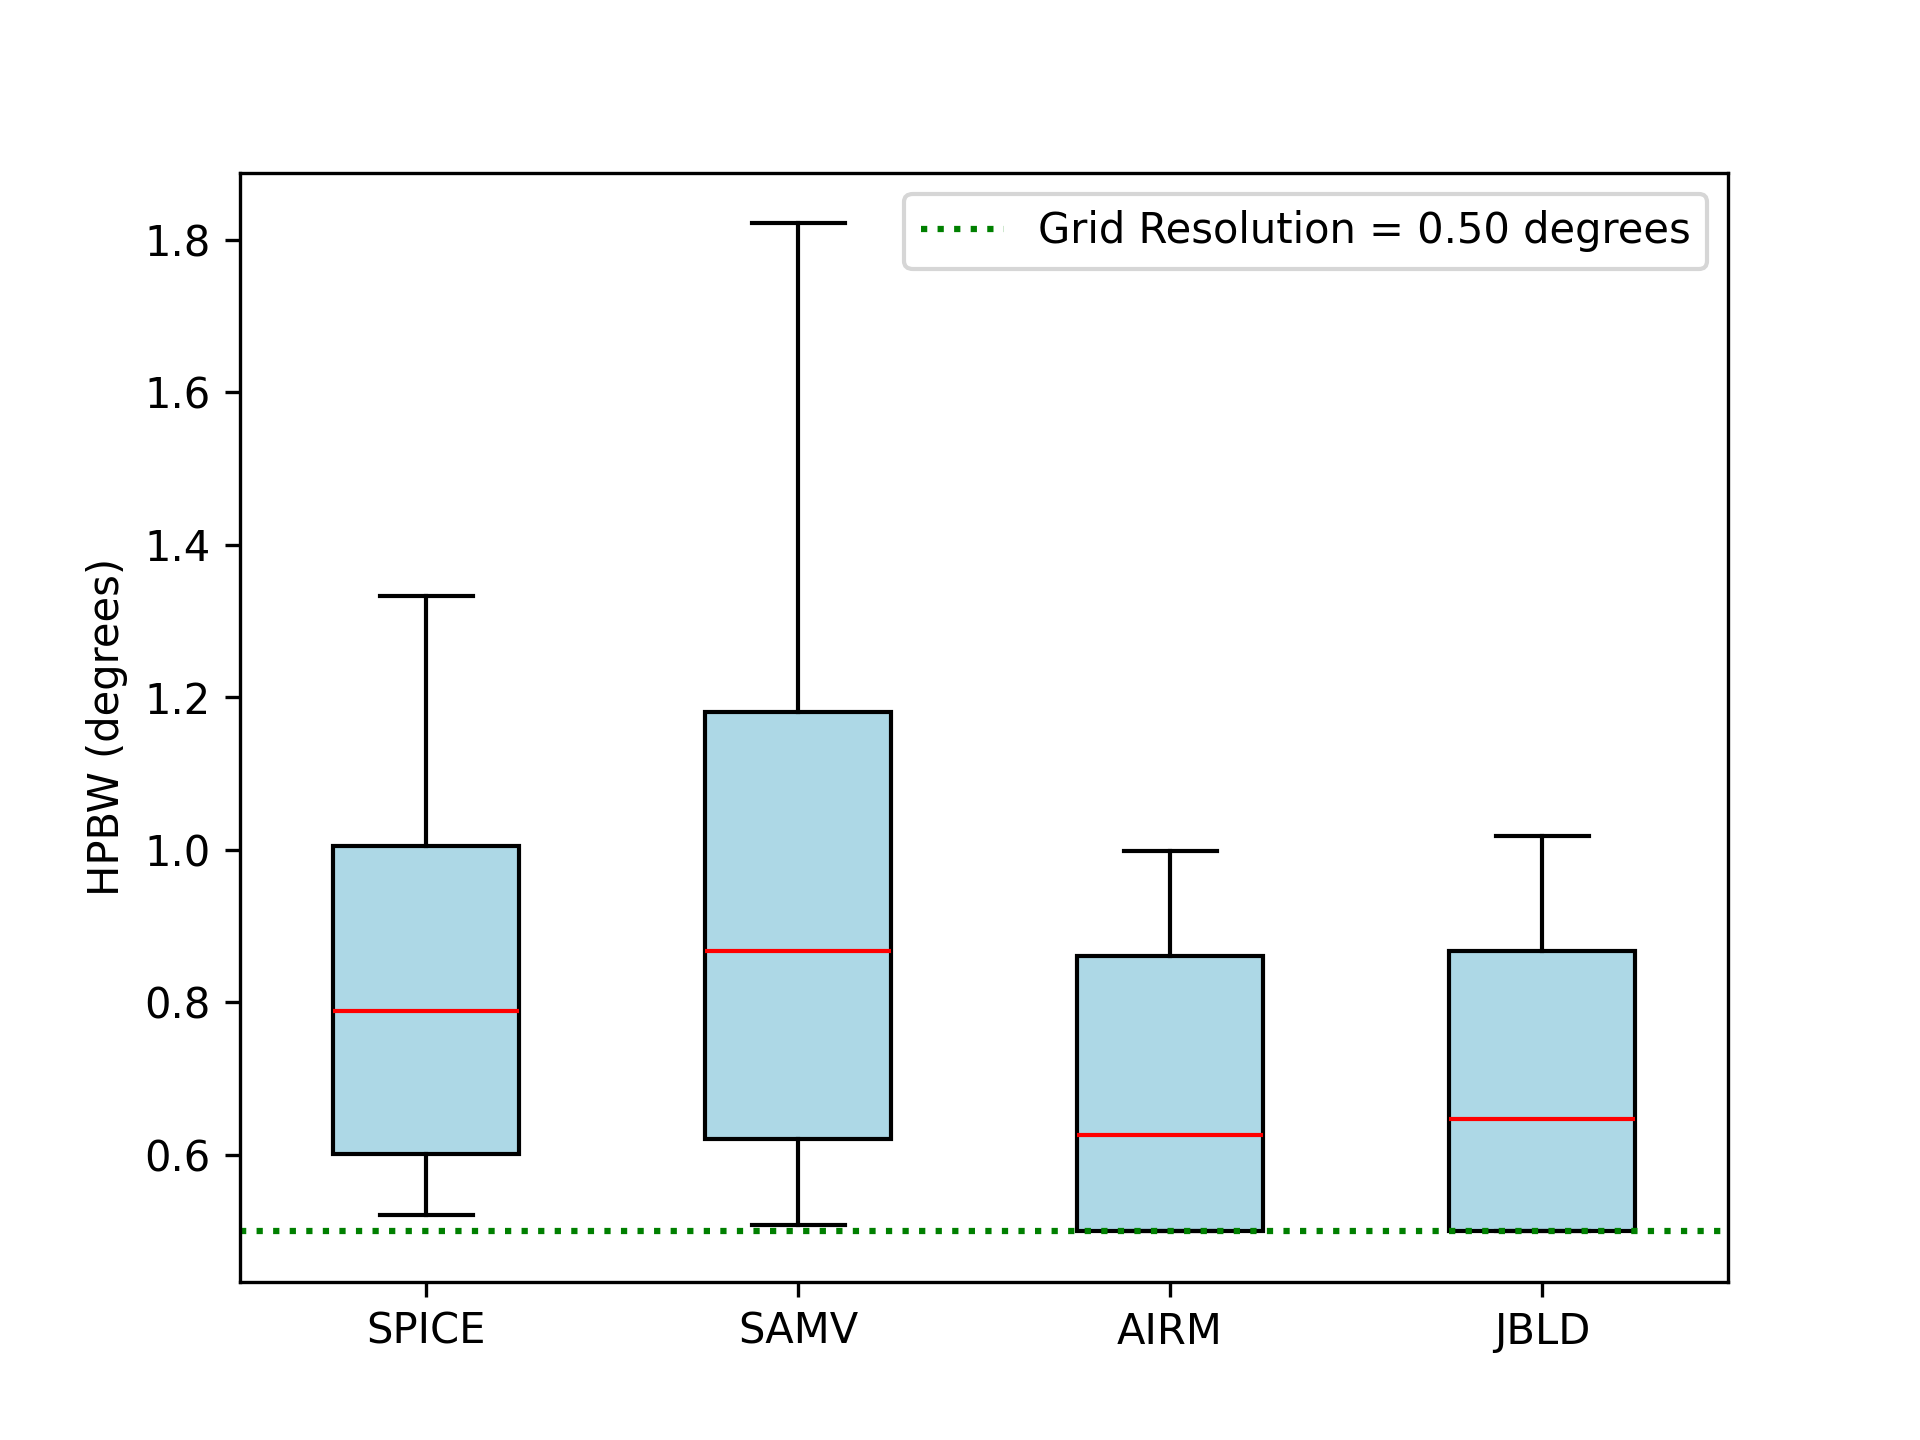 Grid Resolution = 0.50 degrees
HPBW (degrees)
1.8
1.6
1.4
1.2
1.0
0.8
0.6
SPICE SAMV AIRM JBLD